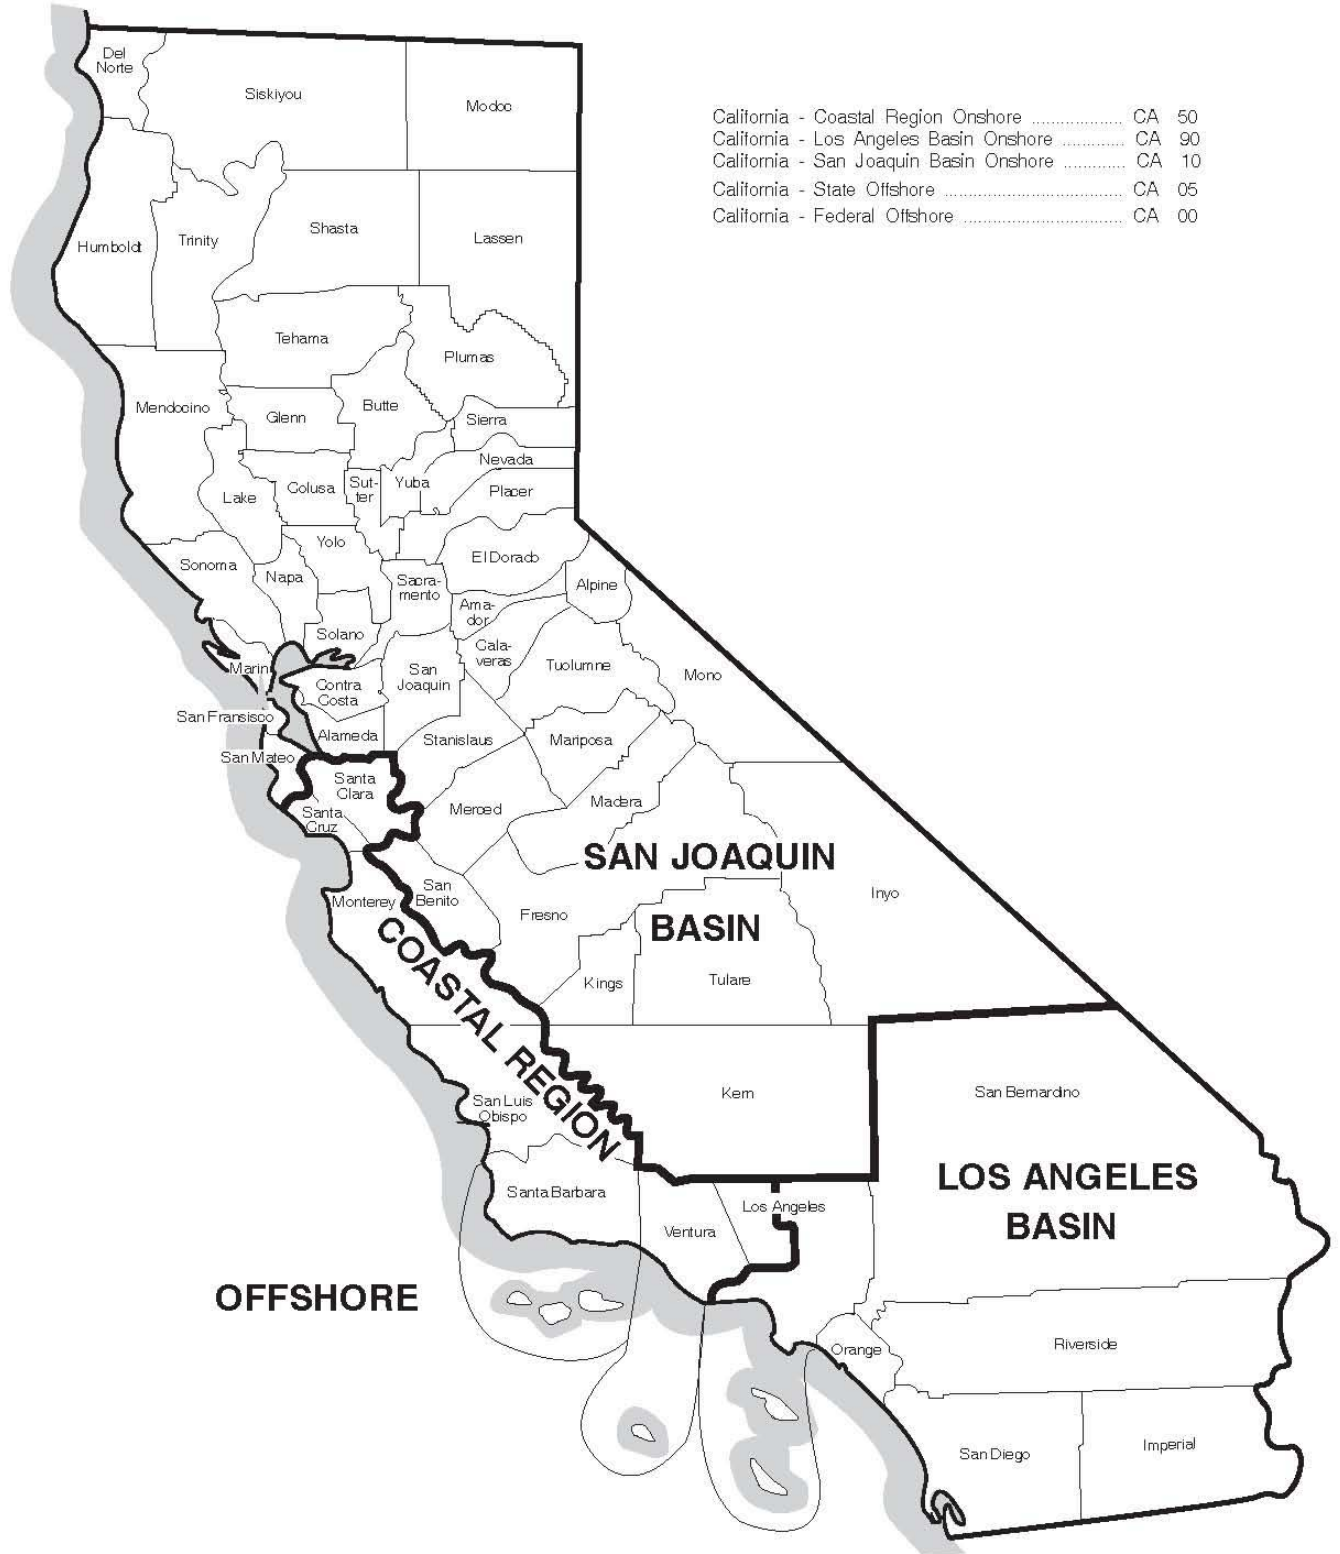 Del
Norte
Siskiyou
Modoc
California - Coastal Region Onshore ................... CA 50
California - Los Angeles Basin Onshore ............. CA 90
California - San Joaquin Basin Onshore ............. CA 10
California - State Offshore ..................................... CA 05
California - Federal Offshore ................................. CA 00
Humboldt
Trinity
Shasta
Lassen
Tehama
Plumas
Mendocino
Glenn
Butte
Sierra
Nevada
Lake
Colusa
Sut-
ter
Yuba
Placer
Yolo
El Dorado
Sonoma
Napa
Sacra-
mento
Alpine
Ama-
dor
Solano
Cala-
veras
Tuolumne
Mono
Marin
Contra
Costa
San
Joaquin
San Fransisco
Alameda
Stanislaus
Mariposa
San Mateo
Santa
Clara
Santa
Cruz
Merced
Madera
SAN JOAQUIN
BASIN
Inyo
Monterey
San
Benito
Fresno
Kings
Tulare
COASTAL REGION
Kern
San Bernardino
San Luis
Obispo
LOS ANGELES
BASIN
Santa Barbara
Ventura
Los Angeles
OFFSHORE
Orange
Riverside
San Diego
Imperial